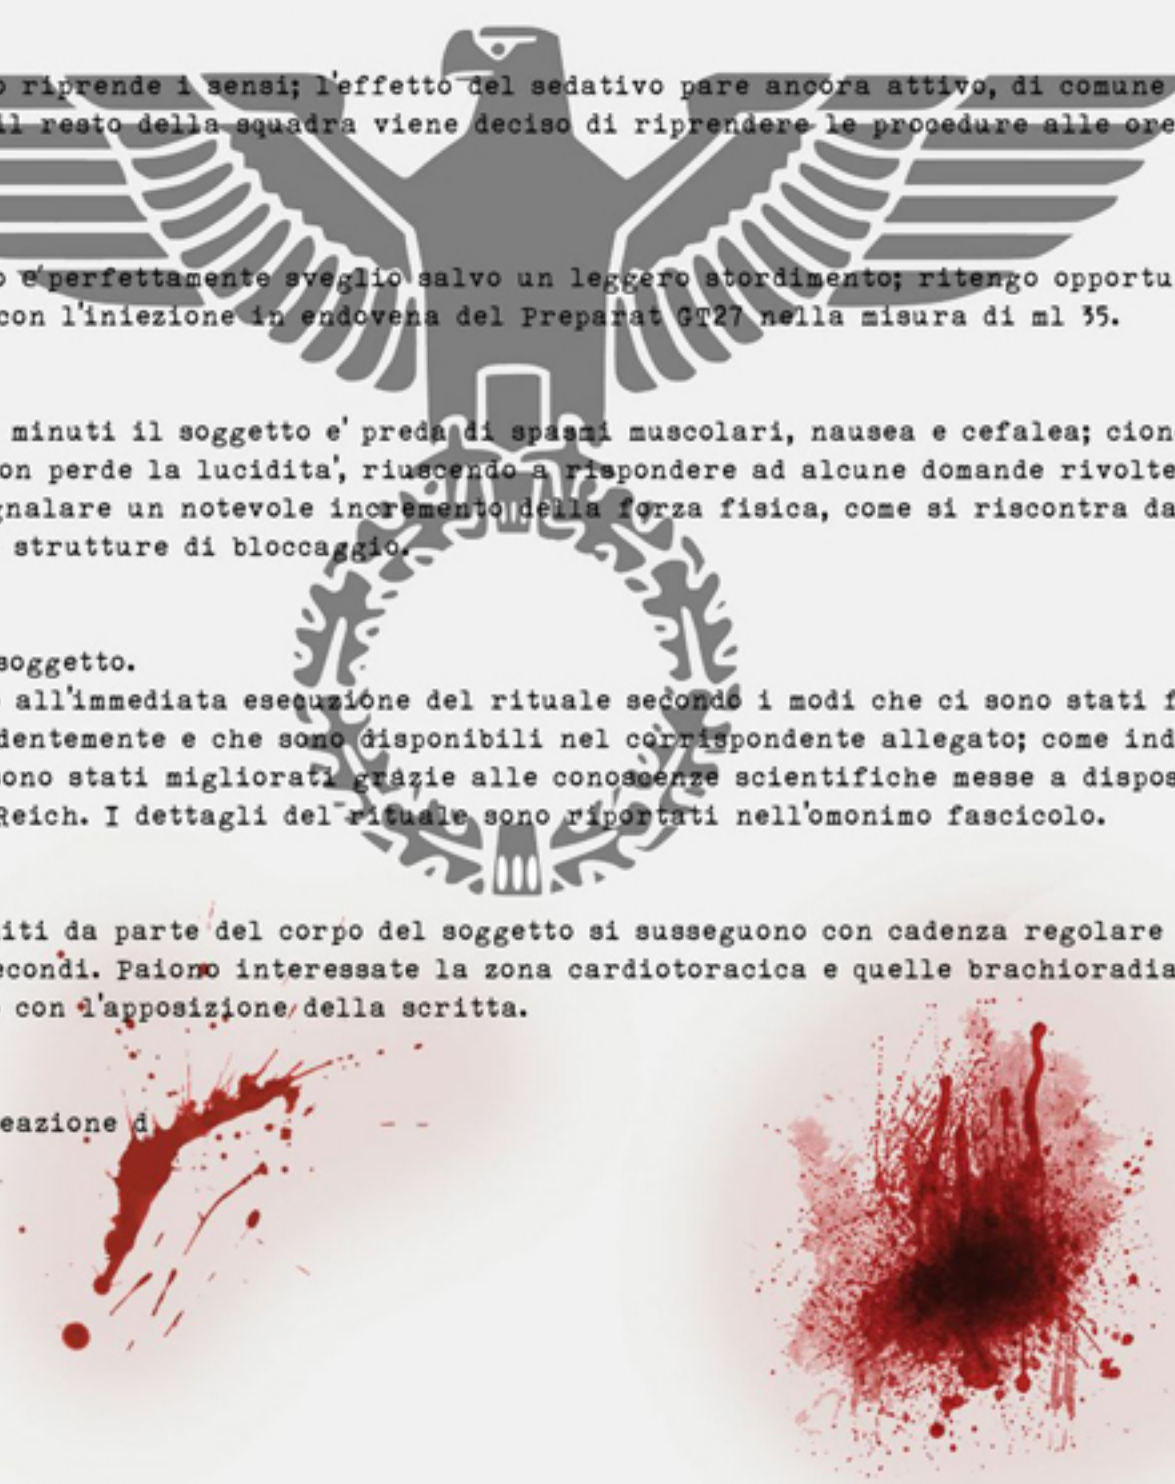 o riprende i sensi; l'effetto del sedativo pare ancora attivo, di comune
il resto della squadra viene deciso di riprendere le procedure alle ore
o e'perfettamente sveglio salvo un leggero stordimento; ritengo opportu
con l'iniezione in endovena del Preparat GT27 nella misura di ml 35.
minuti il soggetto e' preda di spasmi muscolari, nausea e cefalea; cion
on perde la lucidita', riuscendo a rispondere ad alcune domande rivolte
gnalare un notevole incremento della forza fisica, come si riscontra da
strutture di bloccaggio.
soggetto.
all'immediata esecuzione del rituale secondo i modi che ci sono stati f
dentemente e che sono disponibili nel corrispondente allegato; come ind
sono stati migliorati grazie alle conoscenze scientifiche messe a dispos
Reich. I dettagli del rituale sono riportati nell'omonimo fascicolo.
iti da parte del corpo del soggetto si susseguono con cadenza regolare
econdi. Paiono interessate la zona cardiotoracica e quelle brachioradia
con l'apposizione della scritta.
eazione d